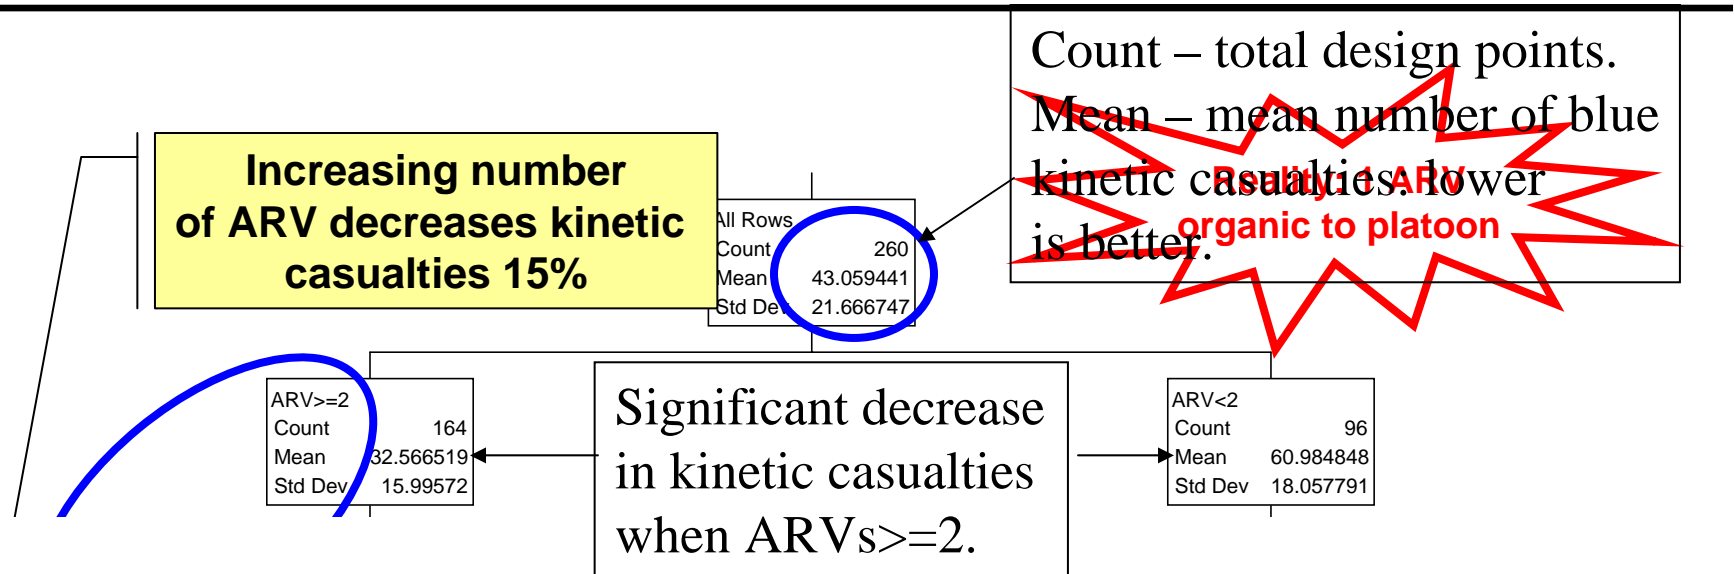 Count – total design points.
Mean – mean number of blue
kinetic casualties: lower
is better.
Reality: 1 ARV
organic to platoon
Increasing number
of ARV decreases kinetic
casualties 15%
All Rows
Count 260
Mean 43.059441
Std Dev 21.666747
ARV>=2
Count 164
Mean 32.566519
Std Dev 15.99572
Significant decrease
in kinetic casualties
when ARVs>=2.
ARV<2
Count 96
Mean 60.984848
Std Dev 18.057791